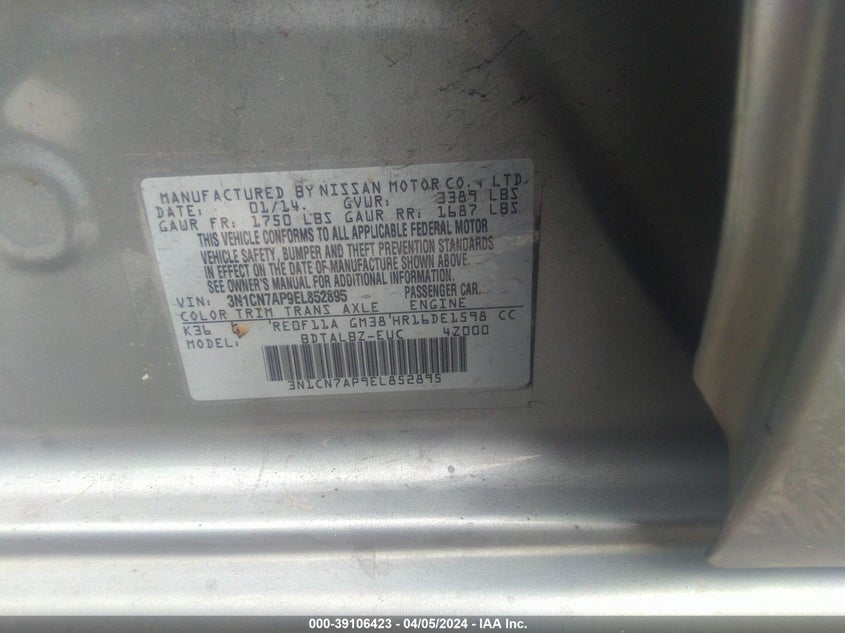 MANUFACTURED BY NISSAN MOTOR CO., LTD.
DATE: 01/14. GVWR: 3389 LBS
GAWR FR: 1750 LBS GAWR RR: 1687 LBS
THIS VEHICLE CONFORMS TO ALL APPLICABLE FEDERAL MOTOR
VEHICLE SAFETY, BUMPER AND THEFT PREVENTION STANDARDS
IN EFFECT ON THE DATE OF MANUFACTURE SHOWN ABOVE.
SEE OWNER'S MANUAL FOR ADDITIONAL INFORMATION.
VIN: 3N1CN7AP9EL852895 PASSENGER CAR.
COLOR TRIM TRANS AXLE ENGINE
K36 RE0F11A GM38 HR16DE1598 CC
MODEL: BDTALBZ-EUC 4Z000
3N1CN7AP9EL852895
000-39106423 - 04/05/2024 - IAA Inc.